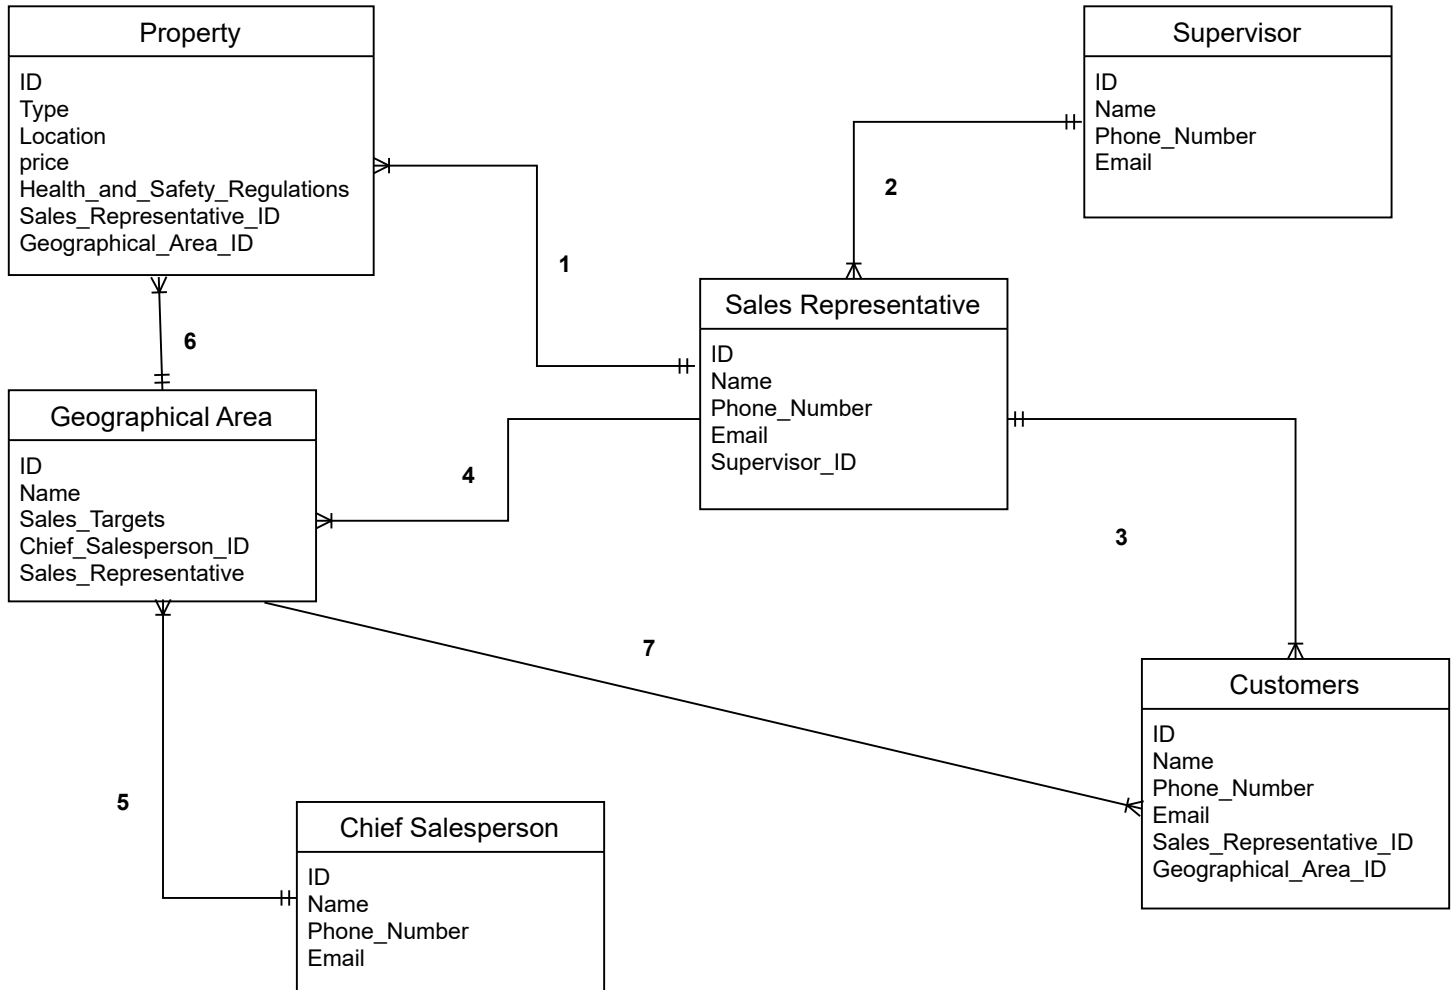 Property
ID
Type
Location
price
Health_and_Safety_Regulations
Sales_Representative_ID
Geographical_Area_ID
Supervisor
ID
Name
Phone_Number
Email
2
1
Sales Representative
ID
Name
Phone_Number
Email
Supervisor_ID
6
Geographical Area
ID
Name
Sales_Targets
Chief_Salesperson_ID
Sales_Representative
4
3
7
Customers
ID
Name
Phone_Number
Email
Sales_Representative_ID
Geographical_Area_ID
5
Chief Salesperson
ID
Name
Phone_Number
Email